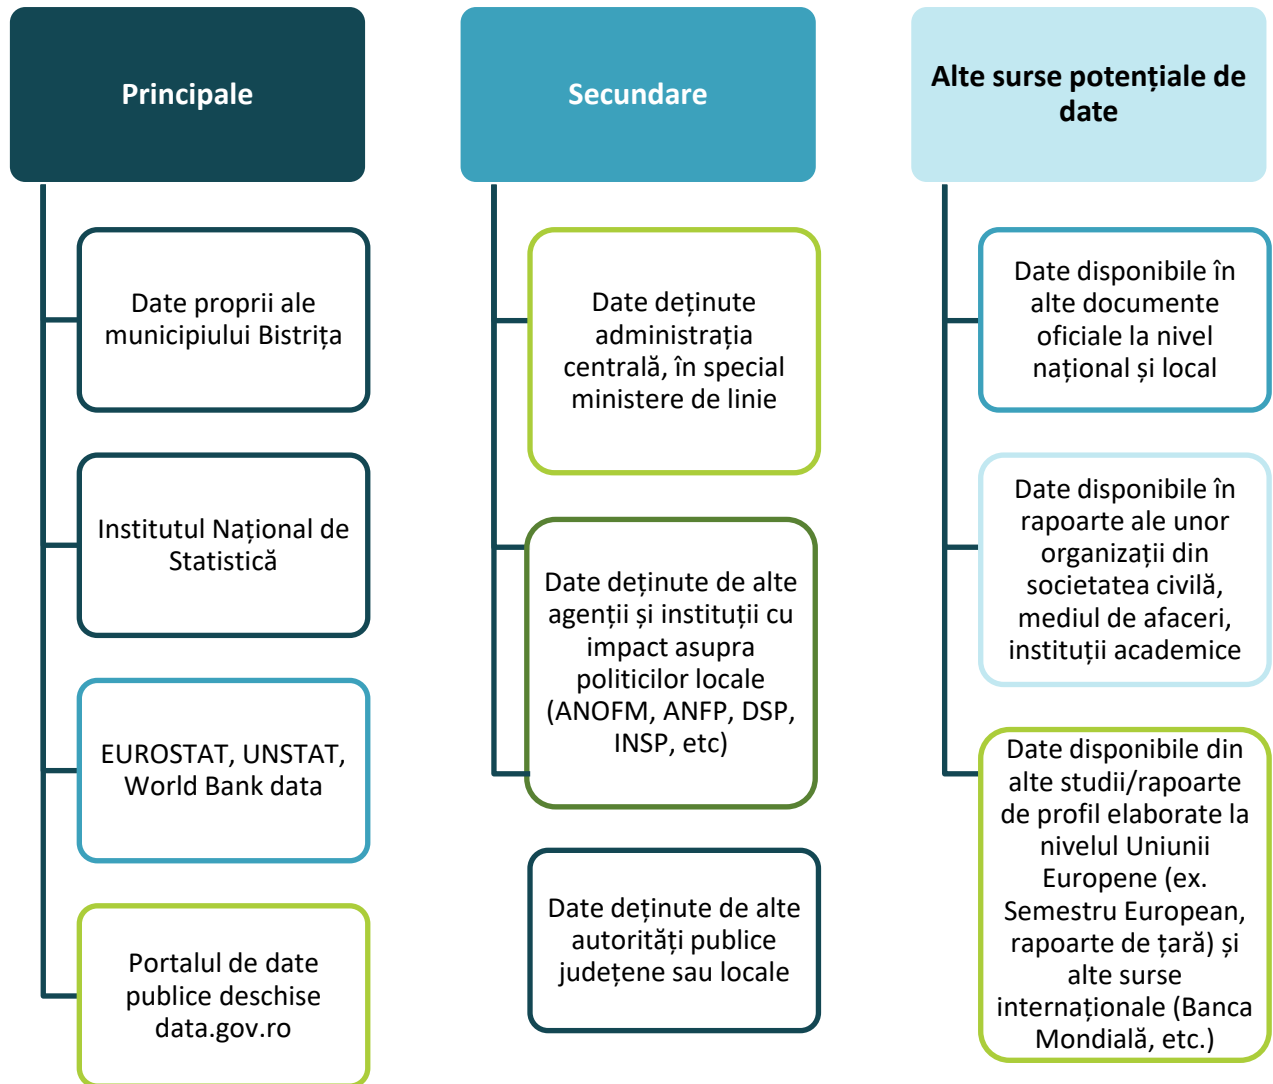 Principale
Date proprii ale
municipiului Bistrița
Institutul Național de
Statistică
EUROSTAT, UNSTAT,
World Bank data
Portalul de date
publice deschise
data.gov.ro
Secundare
Date deținute
administrația
centrală, în special
ministere de linie
Date deținute de alte
agenții și instituții cu
impact asupra
politicilor locale
(ANOFM, ANFP, DSP,
INSP, etc)
Date deținute de alte
autorități publice
județene sau locale
Alte surse potențiale de
date
Date disponibile în
alte documente
oficiale la nivel
național și local
Date disponibile în
rapoarte ale unor
organizații din
societatea civilă,
mediul de afaceri,
instituții academice
Date disponibile din
alte studii/rapoarte
de profil elaborate la
nivelul Uniunii
Europene (ex.
Semestru European,
rapoarte de țară) și
alte surse
internaționale (Banca
Mondială, etc.)